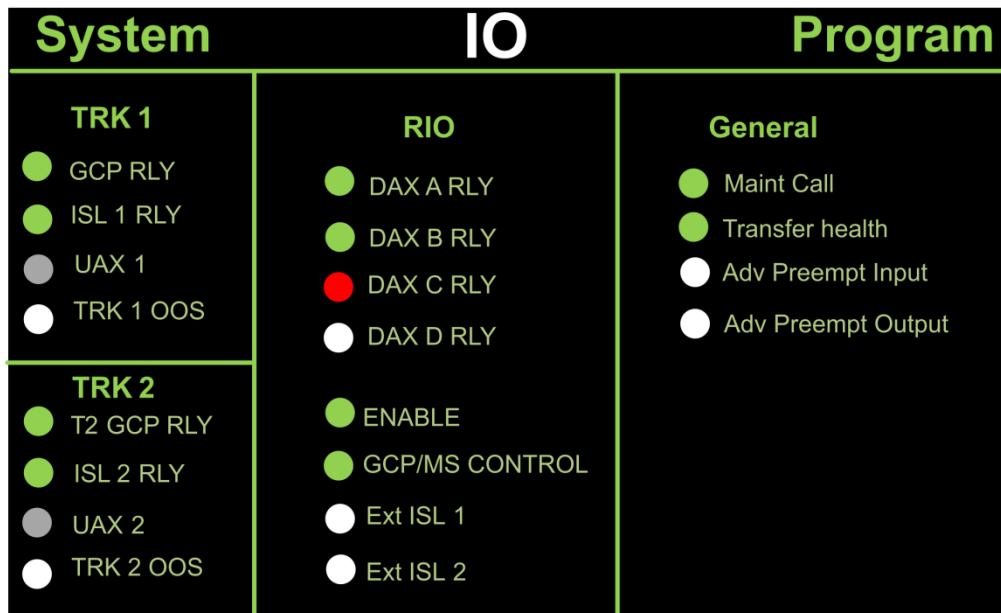 System
IO
Program
TRK 1
GCP RLY
ISL 1 RLY
UAX 1
TRK 1 OOS
TRK 2
T2 GCP RLY
ISL 2 RLY
UAX 2
TRK 2 OOS
RIO
DAX A RLY
DAX B RLY
DAX C RLY
DAX D RLY
ENABLE
GCP/MS CONTROL
Ext ISL 1
Ext ISL 2
General
Maint Call
Transfer health
Adv Preempt Input
Adv Preempt Output